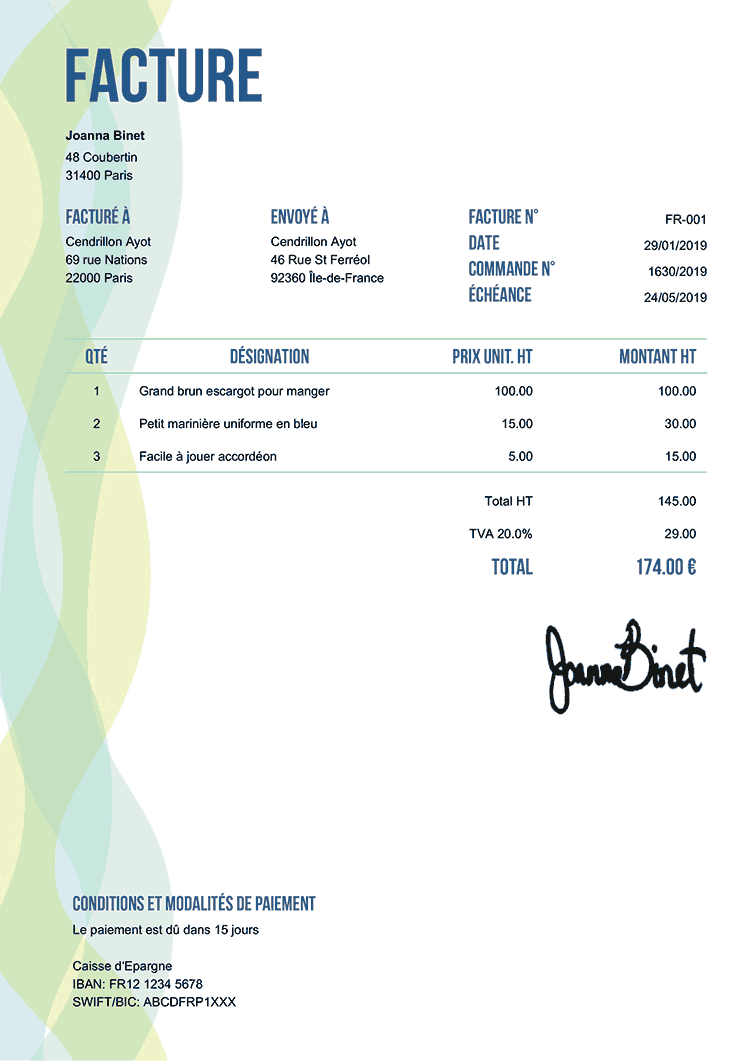 FACTURE
Joanna Binet
48 Coubertin
31400 Paris
FACTURÉ À
Cendrillon Ayot
69 rue Nations
22000 Paris
ENVOYÉ À
Cendrillon Ayot
46 Rue St Ferréol
92360 Île-de-France
FACTURE N° FR-001
DATE 29/01/2019
COMMANDE N° 1630/2019
ÉCHÉANCE 24/05/2019
QTÉ DÉSIGNATION PRIX UNIT. HT MONTANT HT
1 Grand brun escargot pour manger 100.00 100.00
2 Petit marinière uniforme en bleu 15.00 30.00
3 Facile à jouer accordéon 5.00 15.00
Total HT 145.00
TVA 20.0% 29.00
TOTAL 174.00 €
Joanna Binet
CONDITIONS ET MODALITÉS DE PAIEMENT
Le paiement est dû dans 15 jours
Caisse d'Epargne
IBAN: FR12 1234 5678
SWIFT/BIC: ABCDFRP1XXX